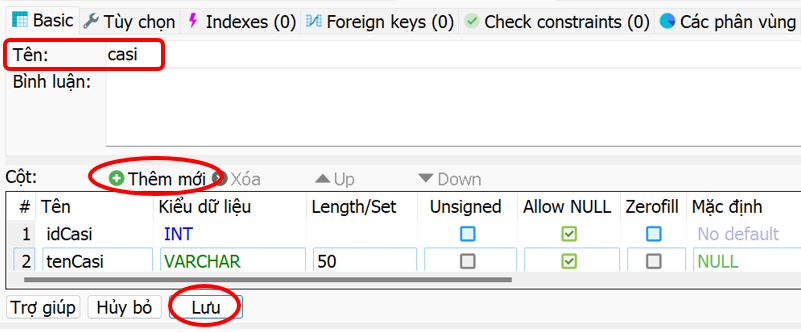 Basic Tùy chọn Indexes (0) Foreign keys (0) Check constraints (0) Các phân vùng
Tên: casi
Bình luận:
Cột: Thêm mới Xóa Up Down
# Tên Kiểu dữ liệu Length/Set Unsigned Allow NULL Zerofill Mặc định
1 idCasi INT No default
2 tenCasi VARCHAR 50 NULL
Trợ giúp Hủy bỏ Lưu